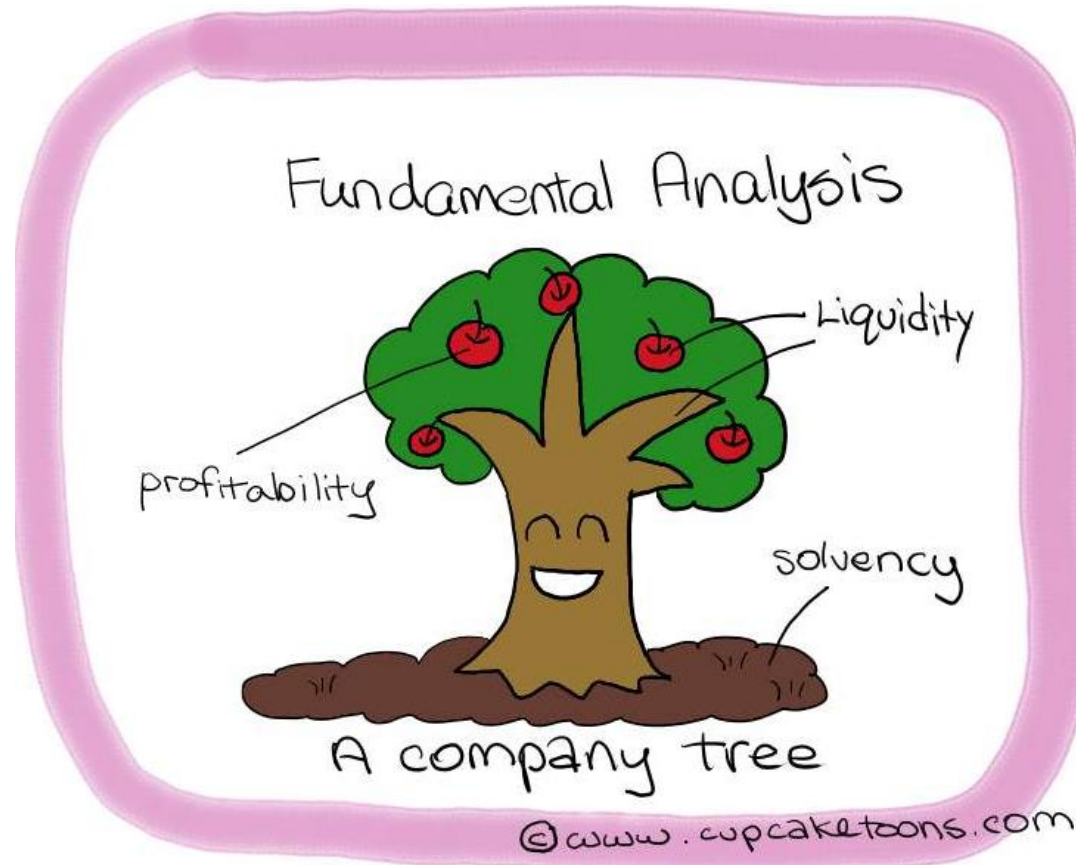 Fundamental Analysis
Liquidity
profitability
solvency
A company tree
©www.cupcaketoons.com